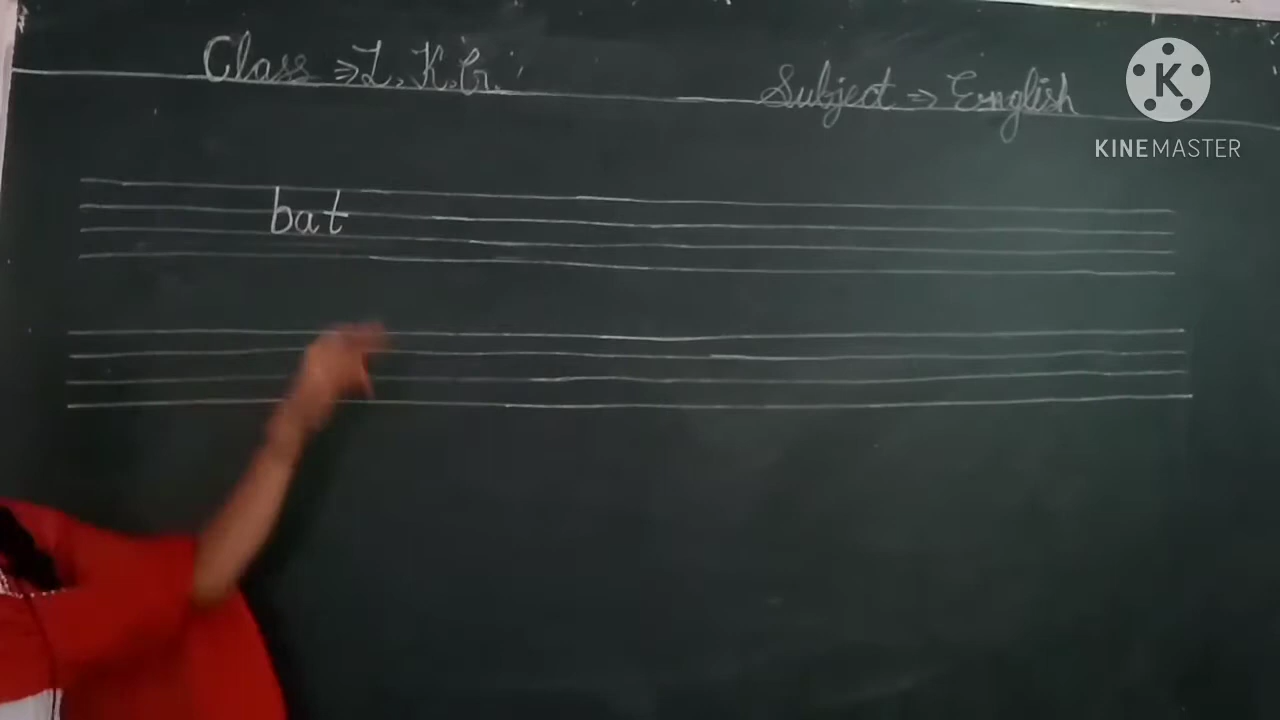 Class ⇒ L.K.G.
Subject ⇒ English
KINEMASTER
bat